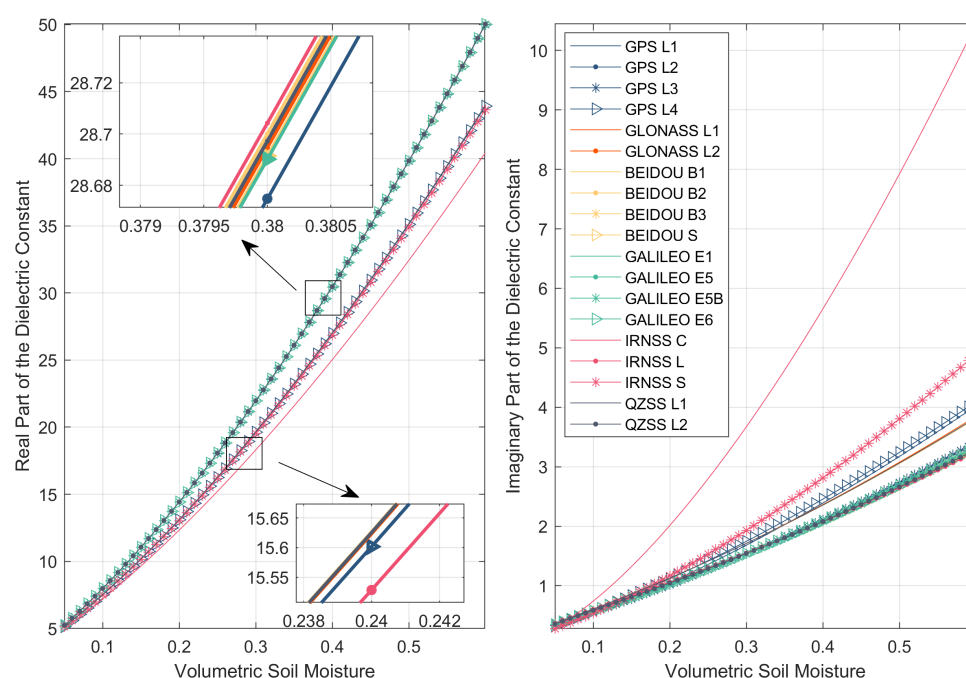 50
45
40
35
30
25
20
15
10
5
Real Part of the Dielectric Constant
0.1
0.2
0.3
0.4
0.5
Volumetric Soil Moisture
28.72
28.7
28.68
0.379
0.3795
0.38
0.3805
15.65
15.6
15.55
0.238
0.24
0.242
10
9
8
7
6
5
4
3
2
1
Imaginary Part of the Dielectric Constant
0.1
0.2
0.3
0.4
0.5
Volumetric Soil Moisture
GPS L1
GPS L2
GPS L3
GPS L4
GLONASS L1
GLONASS L2
BEIDOU B1
BEIDOU B2
BEIDOU B3
BEIDOU S
GALILEO E1
GALILEO E5
GALILEO E5B
GALILEO E6
IRNSS C
IRNSS L
IRNSS S
QZSS L1
QZSS L2